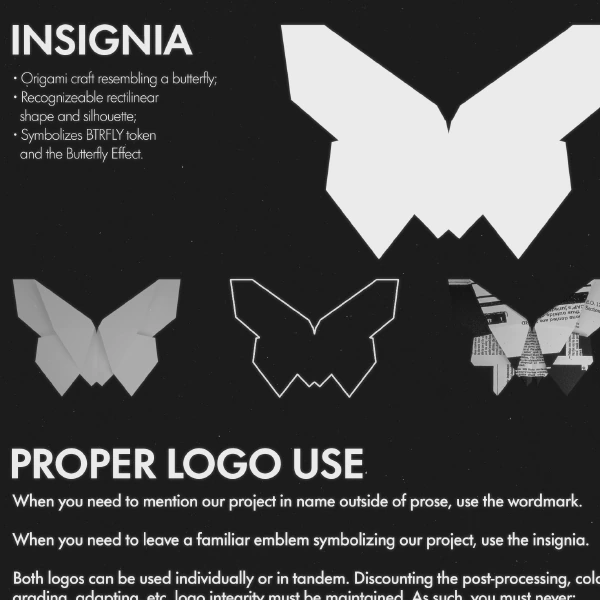 INSIGNIA
• Origami craft resembling a butterfly;
• Recognizeable rectilinear
shape and silhouette;
• Symbolizes BTRFLY token
and the Butterfly Effect.
PROPER LOGO USE
When you need to mention our project in name outside of prose, use the wordmark.
When you need to leave a familiar emblem symbolizing our project, use the insignia.
Both logos can be used individually or in tandem. Discounting the post-processing,
grading, adapting, etc. logo integrity must be maintained. As such, you must never: